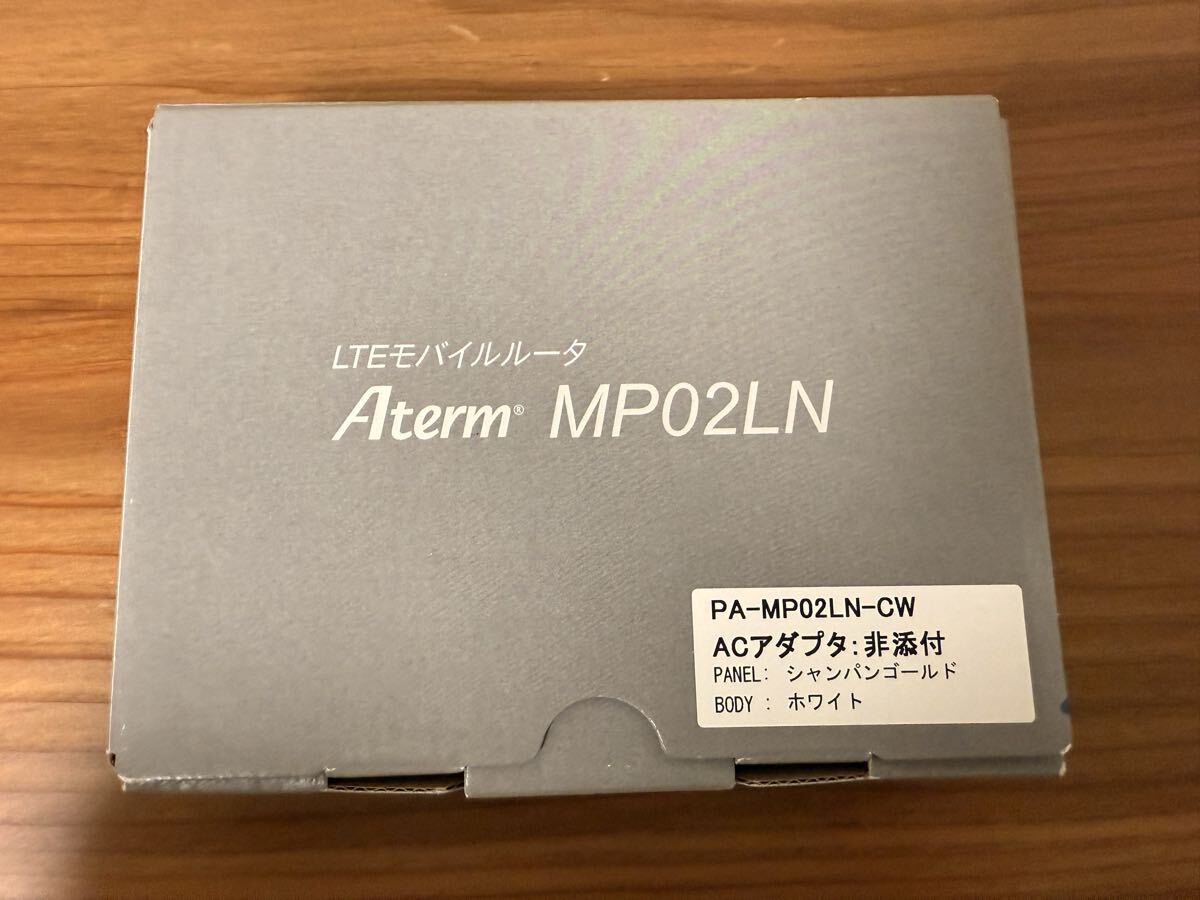 LTEモバイルルータ
Aterm® MP02LN
PA-MP02LN-CW
ACアダプタ:非添付
PANEL: シャンパンゴールド
BODY : ホワイト